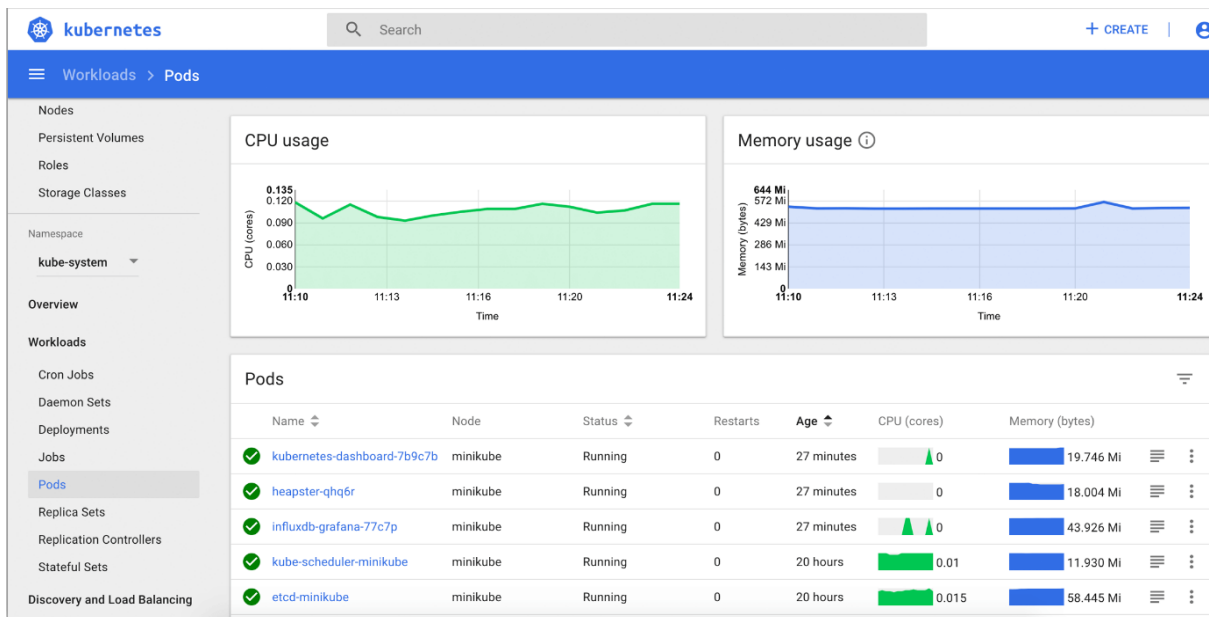 kubernetes
Search
+ CREATE
Workloads > Pods
Nodes
Persistent Volumes
Roles
Storage Classes
Namespace
kube-system
Overview
Workloads
Cron Jobs
Daemon Sets
Deployments
Jobs
Pods
Replica Sets
Replication Controllers
Stateful Sets
Discovery and Load Balancing
CPU usage
CPU (cores)
0.135
0.120
0.090
0.060
0.030
0
11:10 11:13 11:16 11:20 11:24
Time
Memory usage
Memory (bytes)
644 Mi
572 Mi
429 Mi
286 Mi
143 Mi
0
11:10 11:13 11:16 11:20 11:24
Time
Pods
Name Node Status Restarts Age CPU (cores) Memory (bytes)
kubernetes-dashboard-7b9c7b minikube Running 0 27 minutes 0 19.746 Mi
heapster-qhq6r minikube Running 0 27 minutes 0 18.004 Mi
influxdb-grafana-77c7p minikube Running 0 27 minutes 0 43.926 Mi
kube-scheduler-minikube minikube Running 0 20 hours 0.01 11.930 Mi
etcd-minikube minikube Running 0 20 hours 0.015 58.445 Mi